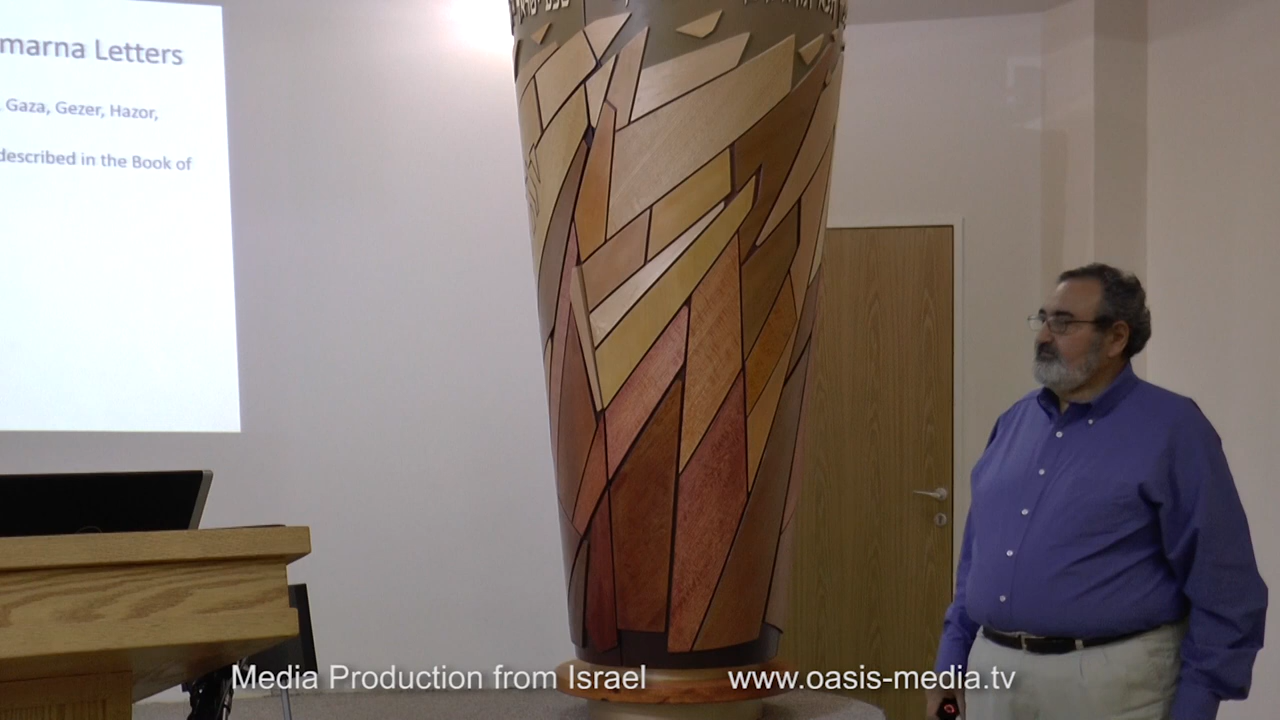 marna Letters
Gaza, Gezer, Hazor,
described in the Book of
Media Production from Israel www.oasis-media.tv